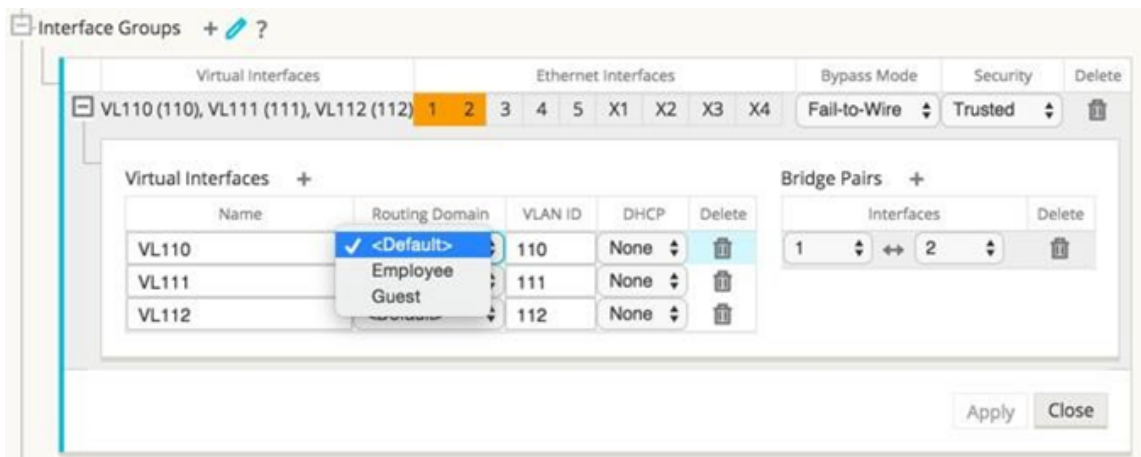 Interface Groups + ?
Virtual Interfaces Ethernet Interfaces Bypass Mode Security Delete
VL110 (110), VL111 (111), VL112 (112) 1 2 3 4 5 X1 X2 X3 X4 Fail-to-Wire Trusted
Virtual Interfaces + Bridge Pairs +
Name Routing Domain VLAN ID DHCP Delete Interfaces Delete
VL110 <Default> 110 None 1 2
Employee
VL111 111 None
Guest
VL112 <Default> 112 None
Apply Close